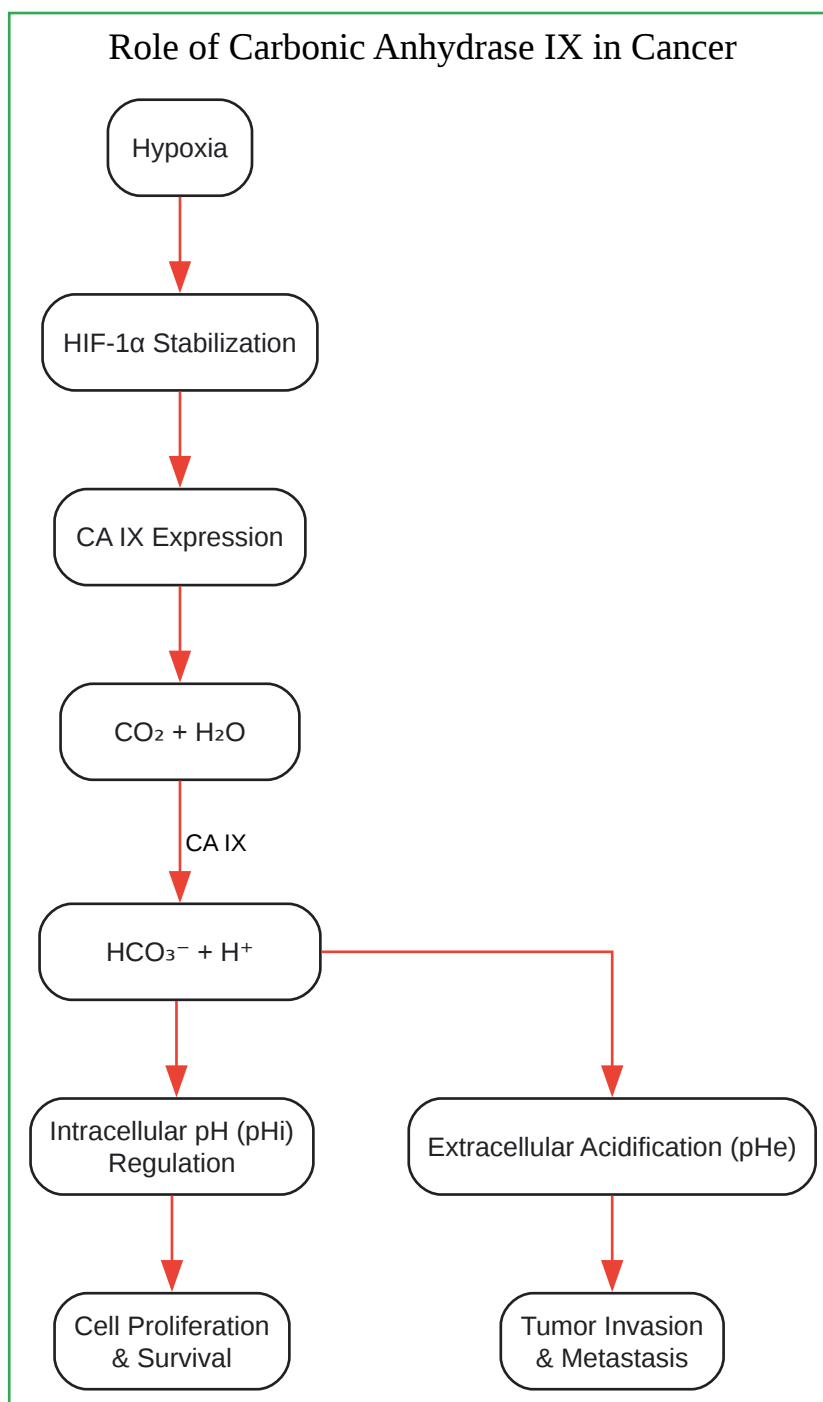 Role of Carbonic Anhydrase IX in Cancer
Hypoxia
HIF-1α Stabilization
CA IX Expression
CO₂ + H₂O
CA IX
HCO₃⁻ + H⁺
Intracellular pH (pHi)
Regulation
Extracellular Acidification (pHe)
Cell Proliferation
& Survival
Tumor Invasion
& Metastasis